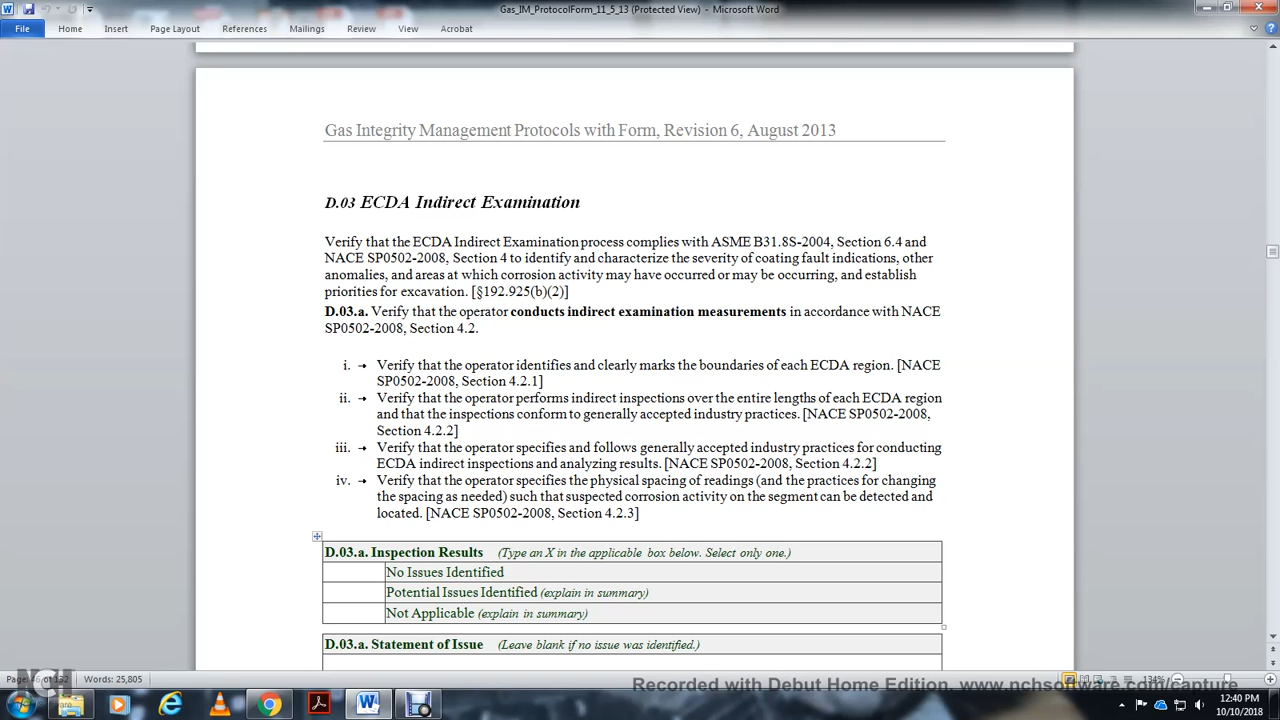 Gas_IM_ProtocolForm_11_5_13 (Protected View) - Microsoft Word
File Home Insert Page Layout References Mailings Review View Acrobat
Gas Integrity Management Protocols with Form, Revision 6, August 2013
D.03 ECDA Indirect Examination
Verify that the ECDA Indirect Examination process complies with ASME B31.8S-2004, Section 6.4 and
NACE SP0502-2008, Section 4 to identify and characterize the severity of coating fault indications, other
anomalies, and areas at which corrosion activity may have occurred or may be occurring, and establish
priorities for excavation. [§192.925(b)(2)]
D.03.a. Verify that the operator conducts indirect examination measurements in accordance with NACE
SP0502-2008, Section 4.2.
i. → Verify that the operator identifies and clearly marks the boundaries of each ECDA region. [NACE
SP0502-2008, Section 4.2.1]
ii. → Verify that the operator performs indirect inspections over the entire lengths of each ECDA region
and that the inspections conform to generally accepted industry practices. [NACE SP0502-2008,
Section 4.2.2]
iii. → Verify that the operator specifies and follows generally accepted industry practices for conducting
ECDA indirect inspections and analyzing results. [NACE SP0502-2008, Section 4.2.2]
iv. → Verify that the operator specifies the physical spacing of readings (and the practices for changing
the spacing as needed) such that suspected corrosion activity on the segment can be detected and
located. [NACE SP0502-2008, Section 4.2.3]
D.03.a. Inspection Results (Type an X in the applicable box below. Select only one.)
No Issues Identified
Potential Issues Identified (explain in summary)
Not Applicable (explain in summary)
D.03.a. Statement of Issue (Leave blank if no issue was identified.)
Page: 46 of 132 Words: 25,805 134%
NCH
Recorded with Debut Home Edition. www.nchsoftware.com/capture
12:40 PM
10/10/2018